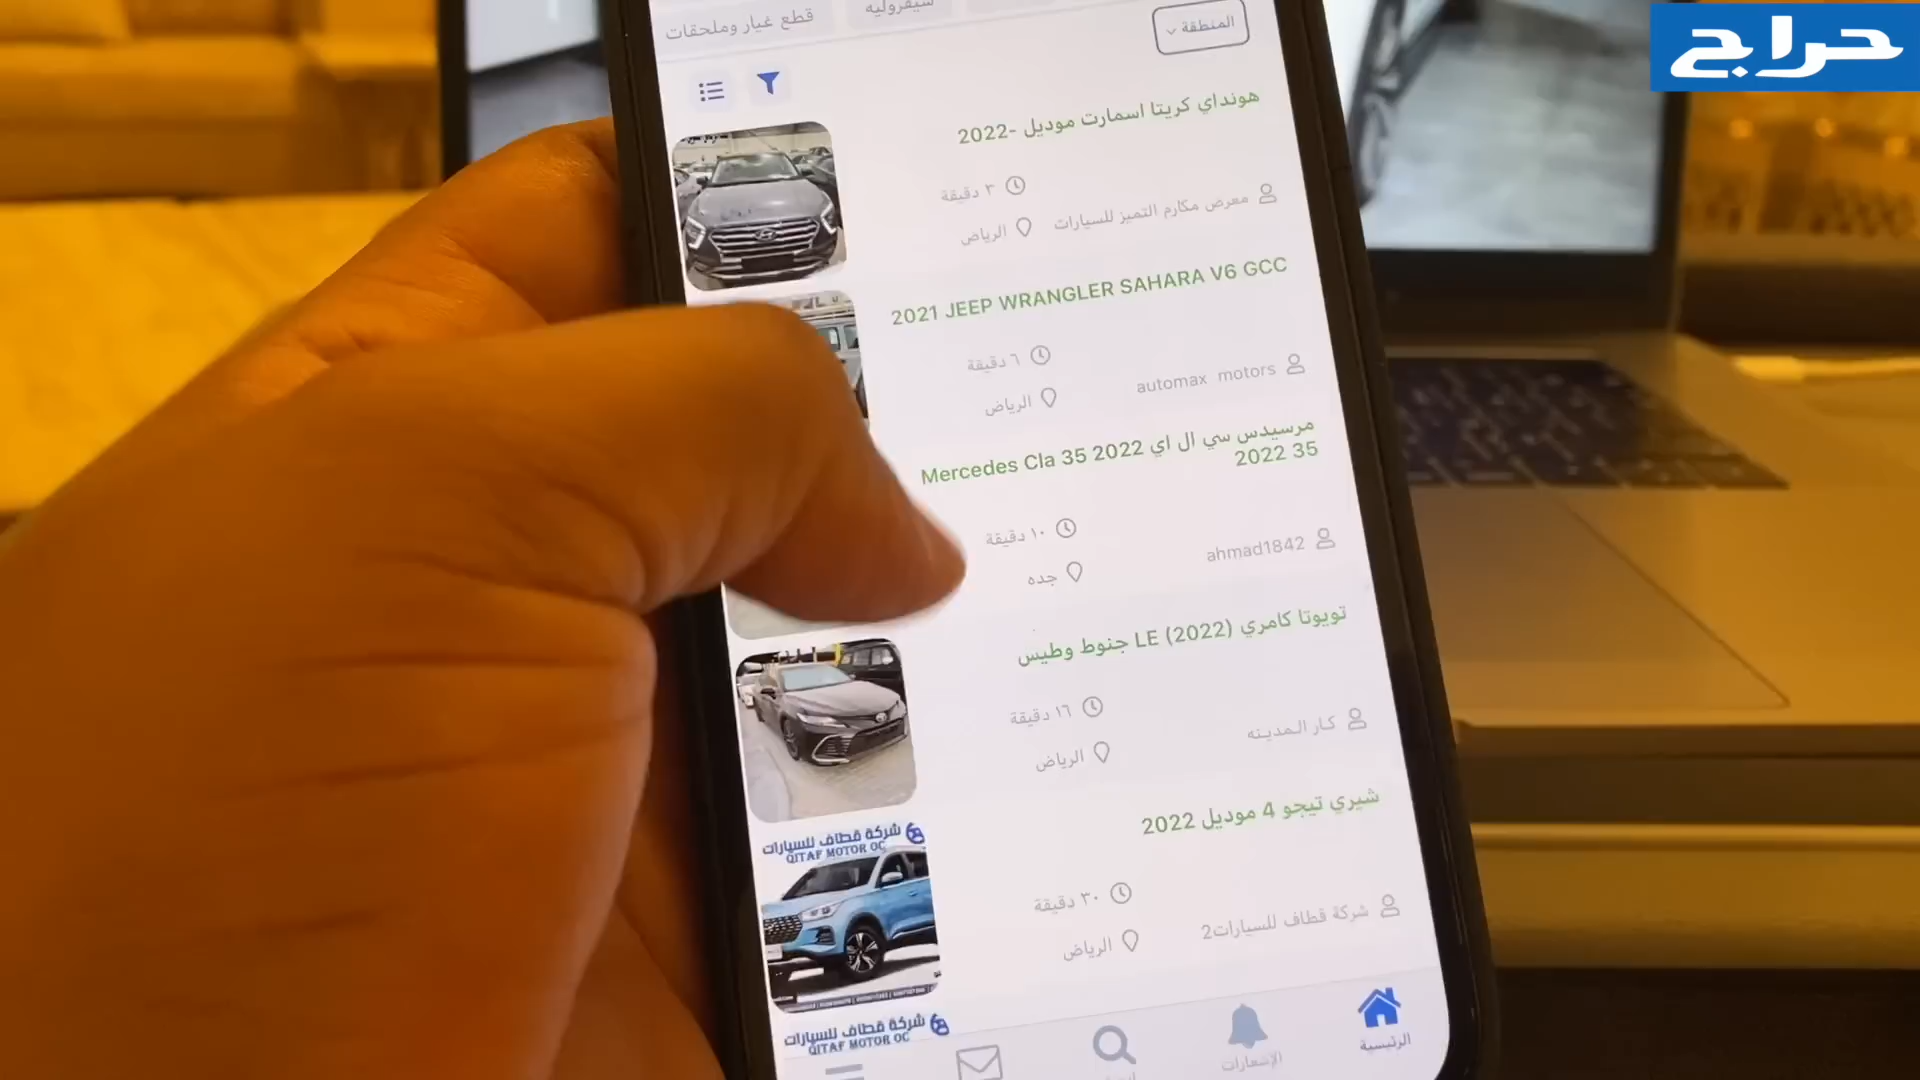 حراج
قطع غيار وملحقات
شيفروليه
المنطقة
هونداي كريتا اسمارت موديل -2022
٣ دقيقة
معرض مكارم التميز للسيارات
الرياض
2021 JEEP WRANGLER SAHARA V6 GCC
٦ دقيقة
automax motors
الرياض
مرسيدس سي ال اي 2022 Mercedes Cla 35
35 2022
١٠ دقيقة
ahmad1842
جده
تويوتا كامري LE (2022) جنوط وطيس
١٦ دقيقة
كـار الـمدينـه
الرياض
شيري تيجو 4 موديل 2022
شركة قطاف للسيارات
QITAF MOTOR OC
٣٠ دقيقة
شركة قطاف للسيارات2
الرياض
شركة قطاف للسيارات
QITAF MOTOR OC
الرئيسية
الإشعارات